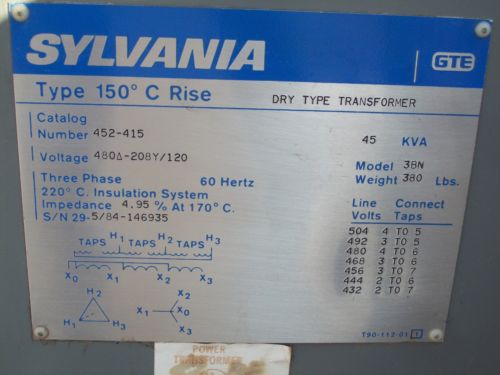 SYLVANIA
GTE
Type 150° C Rise
DRY TYPE TRANSFORMER
Catalog
Number 452-415
45 KVA
Voltage 480Δ-208Y/120
Model 3BN
Weight 380 Lbs.
Three Phase 60 Hertz
220° C. Insulation System
Impedance 4.95 % At 170° C.
S/N 29-5/84-146935
Line Connect
Volts Taps
504 4 TO 5
492 3 TO 5
480 4 TO 6
468 3 TO 6
456 3 TO 7
444 2 TO 6
432 2 TO 7
TAPS H1 TAPS H2 TAPS H3
X0 X1 X2 X3
H2
H1 H3
X2
X1 X0
X3
T90-112-01 1
POWER
TRANSFORMER